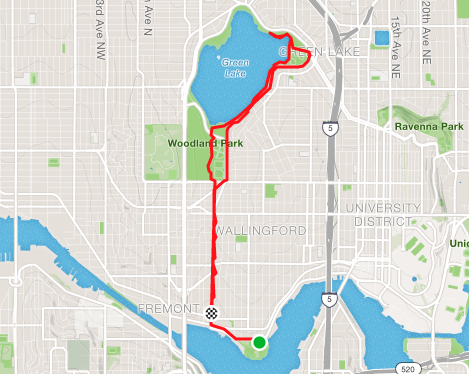 3rd Ave NW
Ave N
15th Ave NE
20th Ave NE
GREEN LAKE
Green
Lake
5
Ravenna Park
Woodland Park
UNIVERSITY
DISTRICT
WALLINGFORD
Unio
5
FREMONT
520